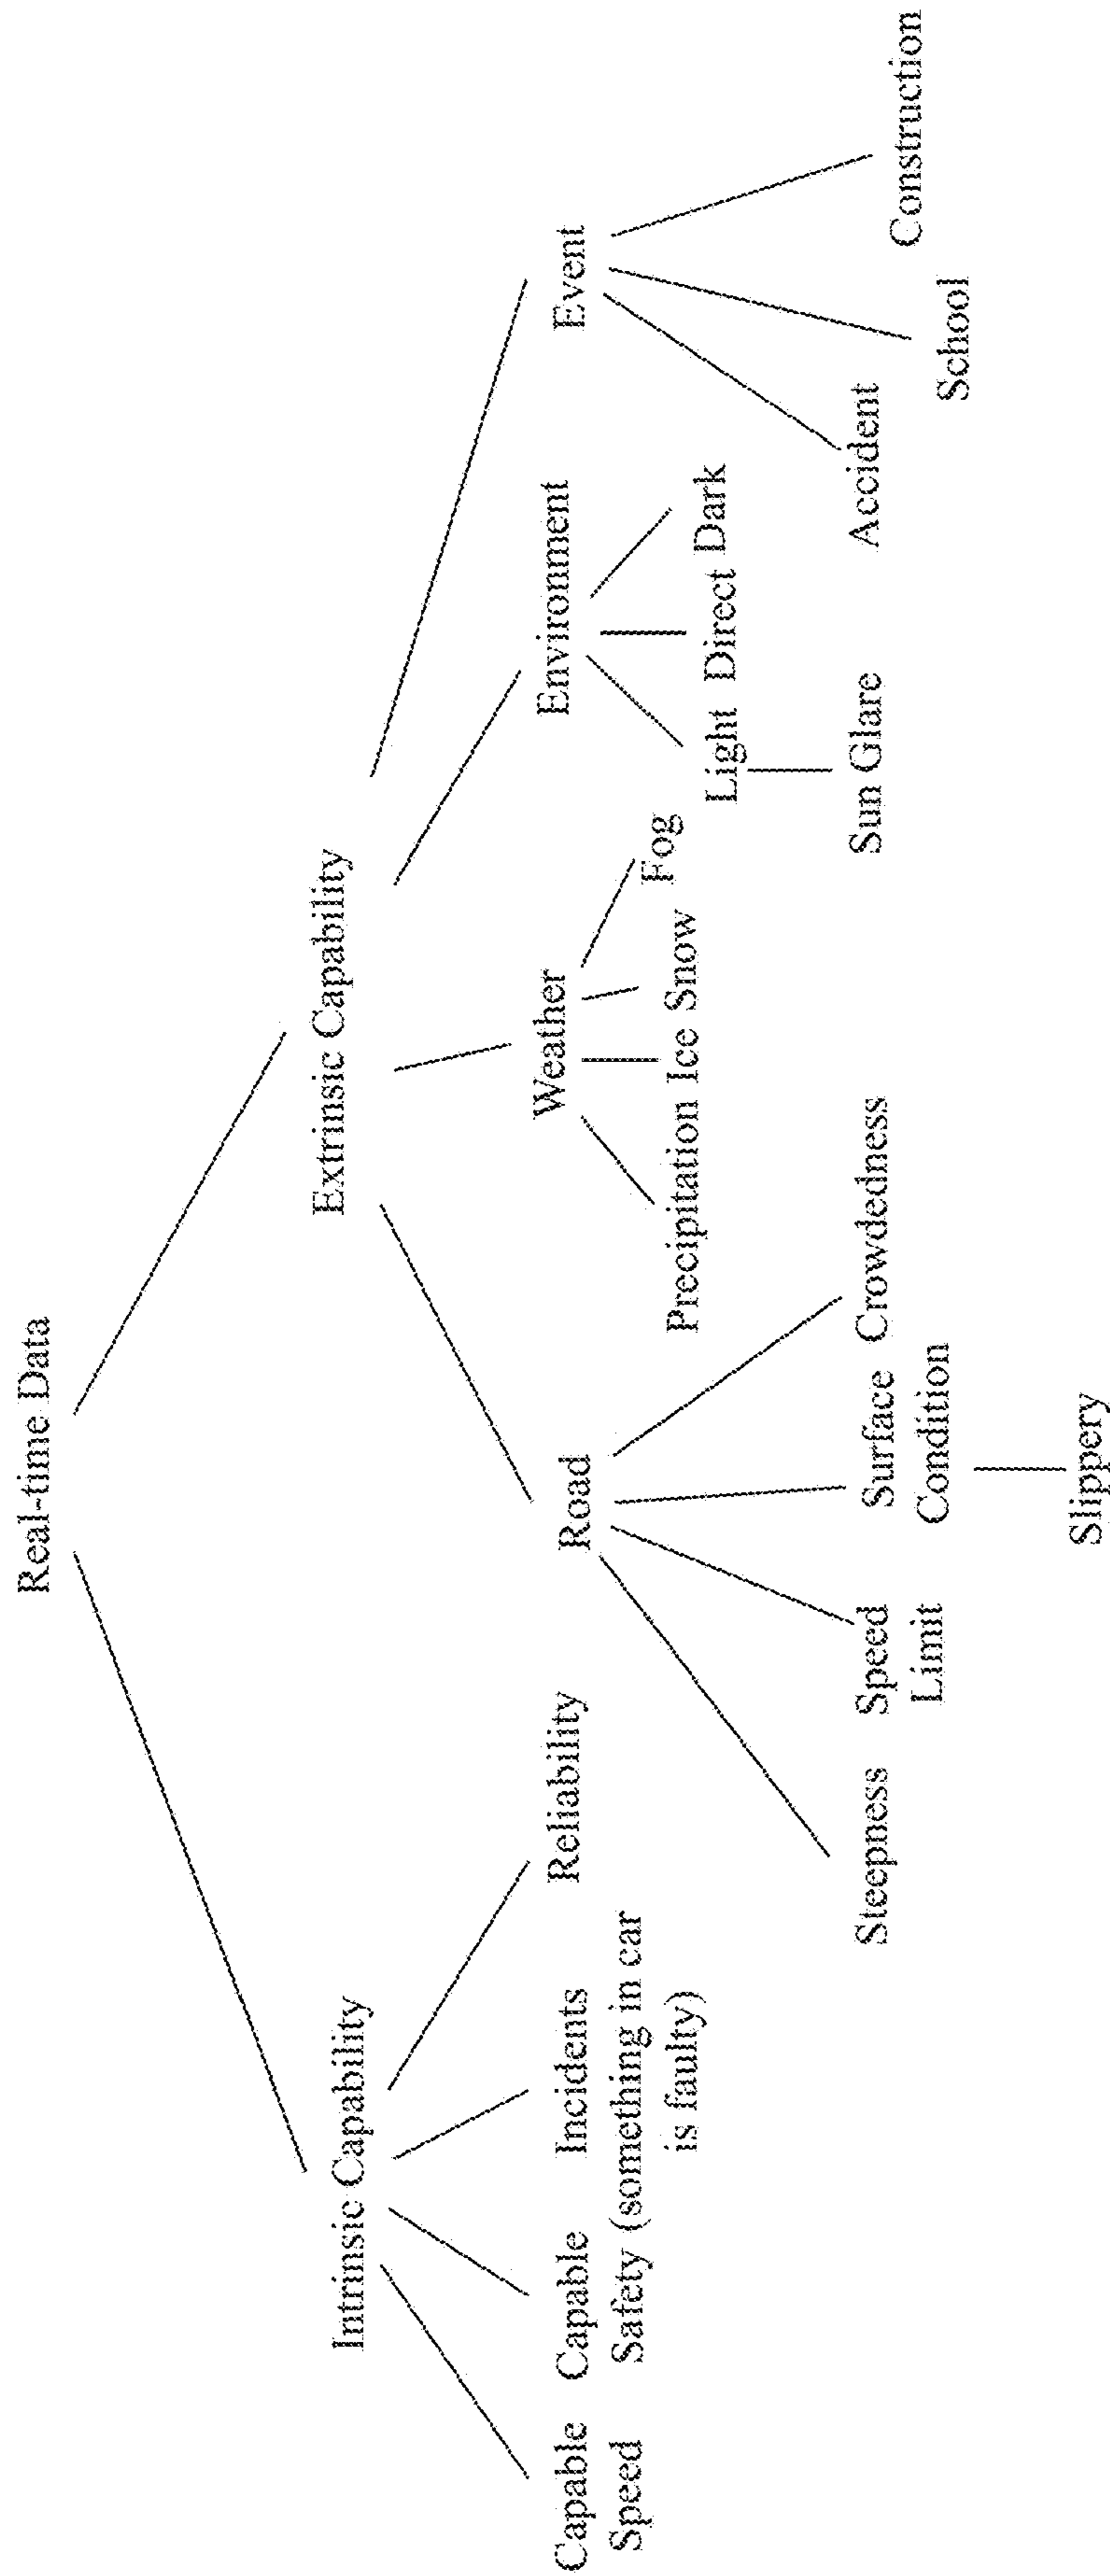 Real-time Data
Intrinsic Capability
Extrinsic Capability
Capable
Speed
Capable
Safety
Incidents
(something in car
is faulty)
Reliability
Road
Weather
Environment
Event
Steepness
Speed
Limit
Surface
Condition
Crowdedness
Slippery
Precipitation
Ice
Snow
Fog
Light
Direct
Dark
Sun Glare
Accident
School
Construction